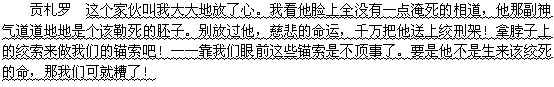 贡札罗　这个家伙叫我大大地放了心。我看他脸上全没有一点淹死的相道，他那副神
气道道地地是个该勒死的胚子。别放过他，慈悲的命运，千万把他送上绞刑架！拿脖子上
的绞索来做我们的锚索吧！——靠我们眼前这些锚索是不顶事了。要是他不是生来该绞死
的命，那我们可就糟了！